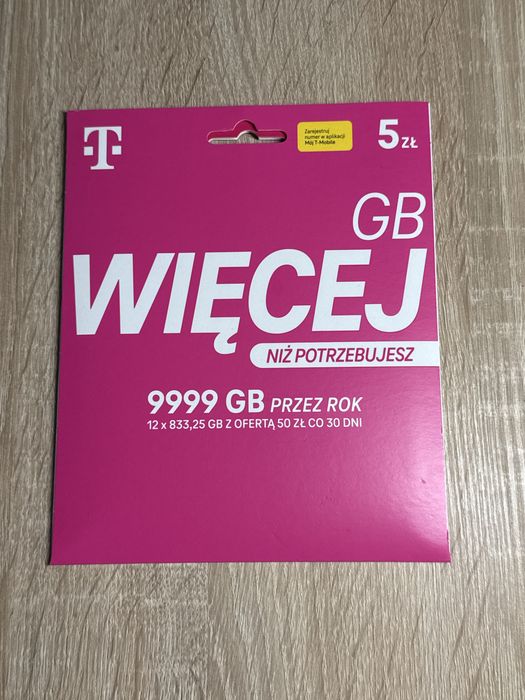 T
Zarejestruj
numer w aplikacji
Mój T-Mobile
5 ZŁ
GB
WIĘCEJ
NIŻ POTRZEBUJESZ
9999 GB PRZEZ ROK
12 x 833,25 GB Z OFERTĄ 50 ZŁ CO 30 DNI